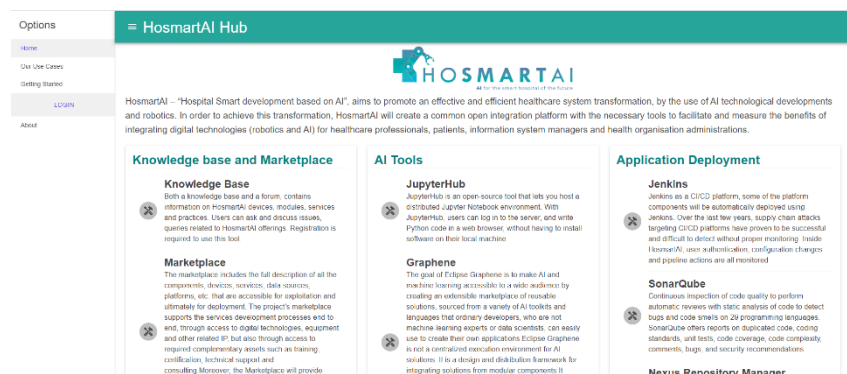 Options
Home
Our Use Cases
Getting Started
LOGIN
About
≡ HosmartAI Hub
HOSMARTAI
AI for the smart hospital of the future
HosmartAI – "Hospital Smart development based on AI", aims to promote an effective and efficient healthcare system transformation, by the use of AI technological developments
and robotics. In order to achieve this transformation, HosmartAI will create a common open integration platform with the necessary tools to facilitate and measure the benefits of
integrating digital technologies (robotics and AI) for healthcare professionals, patients, information system managers and health organisation administrations.
Knowledge base and Marketplace
Knowledge Base
Both a knowledge base and a forum, contains
information on HosmartAI devices, modules, services
and practices. Users can ask and discuss issues,
queries related to HosmartAI offerings. Registration is
required to use this tool
Marketplace
The marketplace includes the full description of all the
components, devices, services, data sources,
platforms, etc. that are accessible for exploitation and
ultimately for deployment. The project's marketplace
supports the services development processes end to
end, through access to digital technologies, equipment
and other related IP, but also through access to
required complementary assets such as training,
certification, technical support and
consulting.Moreover, the Marketplace will provide
AI Tools
JupyterHub
JupyterHub is an open-source tool that lets you host a
distributed Jupyter Notebook environment. With
JupyterHub, users can log in to the server, and write
Python code in a web browser, without having to install
software on their local machine
Graphene
The goal of Eclipse Graphene is to make AI and
machine learning accessible to a wide audience by
creating an extensible marketplace of reusable
solutions, sourced from a variety of AI toolkits and
languages that ordinary developers, who are not
machine learning experts or data scientists, can easily
use to create their own applications.Eclipse Graphene
is not a centralized execution environment for AI
solutions. It is a design and distribution framework for
integrating solutions from modular components.It
Application Deployment
Jenkins
Jenkins as a CI/CD platform, some of the platform
components will be automatically deployed using
Jenkins. Over the last few years, supply chain attacks
targeting CI/CD platforms have proven to be successful
and difficult to detect without proper monitoring. Inside
HosmartAI, user authentication, configuration changes
and pipeline actions are all monitored
SonarQube
Continuous inspection of code quality to perform
automatic reviews with static analysis of code to detect
bugs and code smells on 29 programming languages.
SonarQube offers reports on duplicated code, coding
standards, unit tests, code coverage, code complexity,
comments, bugs, and security recommendations
Nexus Repository Manager